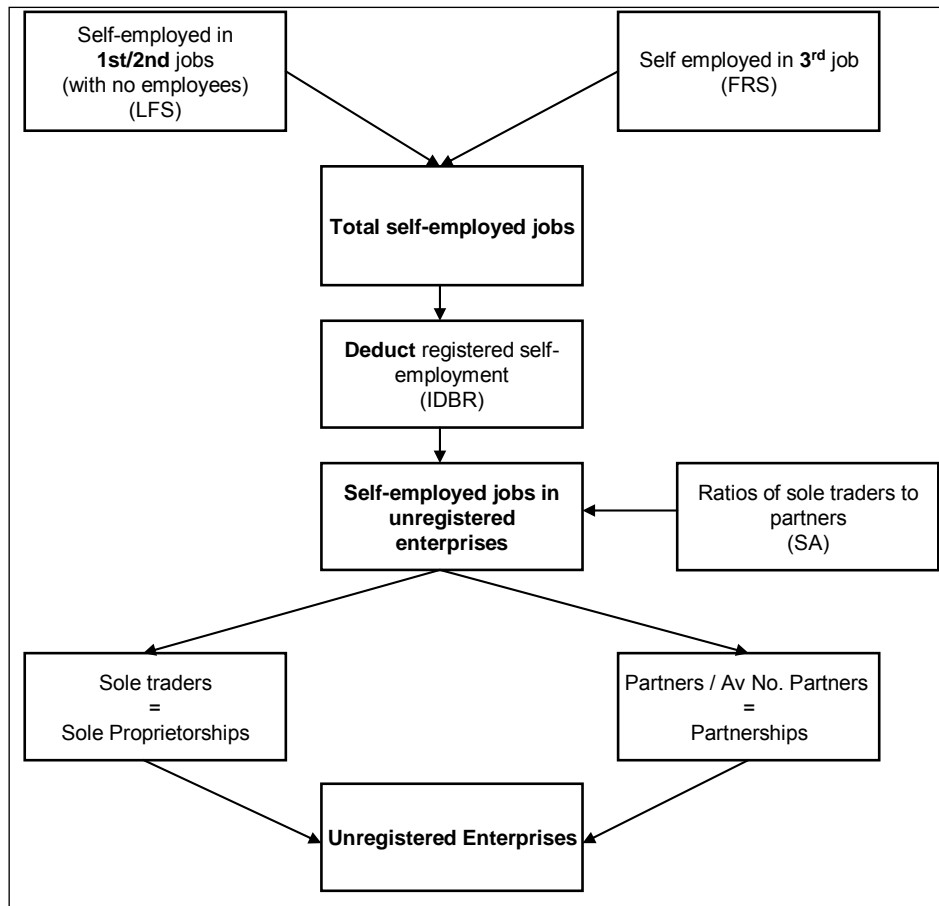 Self-employed in
1st/2nd jobs
(with no employees)
(LFS)
Self employed in 3rd job
(FRS)
Total self-employed jobs
Deduct registered self-
employment
(IDBR)
Self-employed jobs in
unregistered
enterprises
Ratios of sole traders to
partners
(SA)
Sole traders
=
Sole Proprietorships
Partners / Av No. Partners
=
Partnerships
Unregistered Enterprises